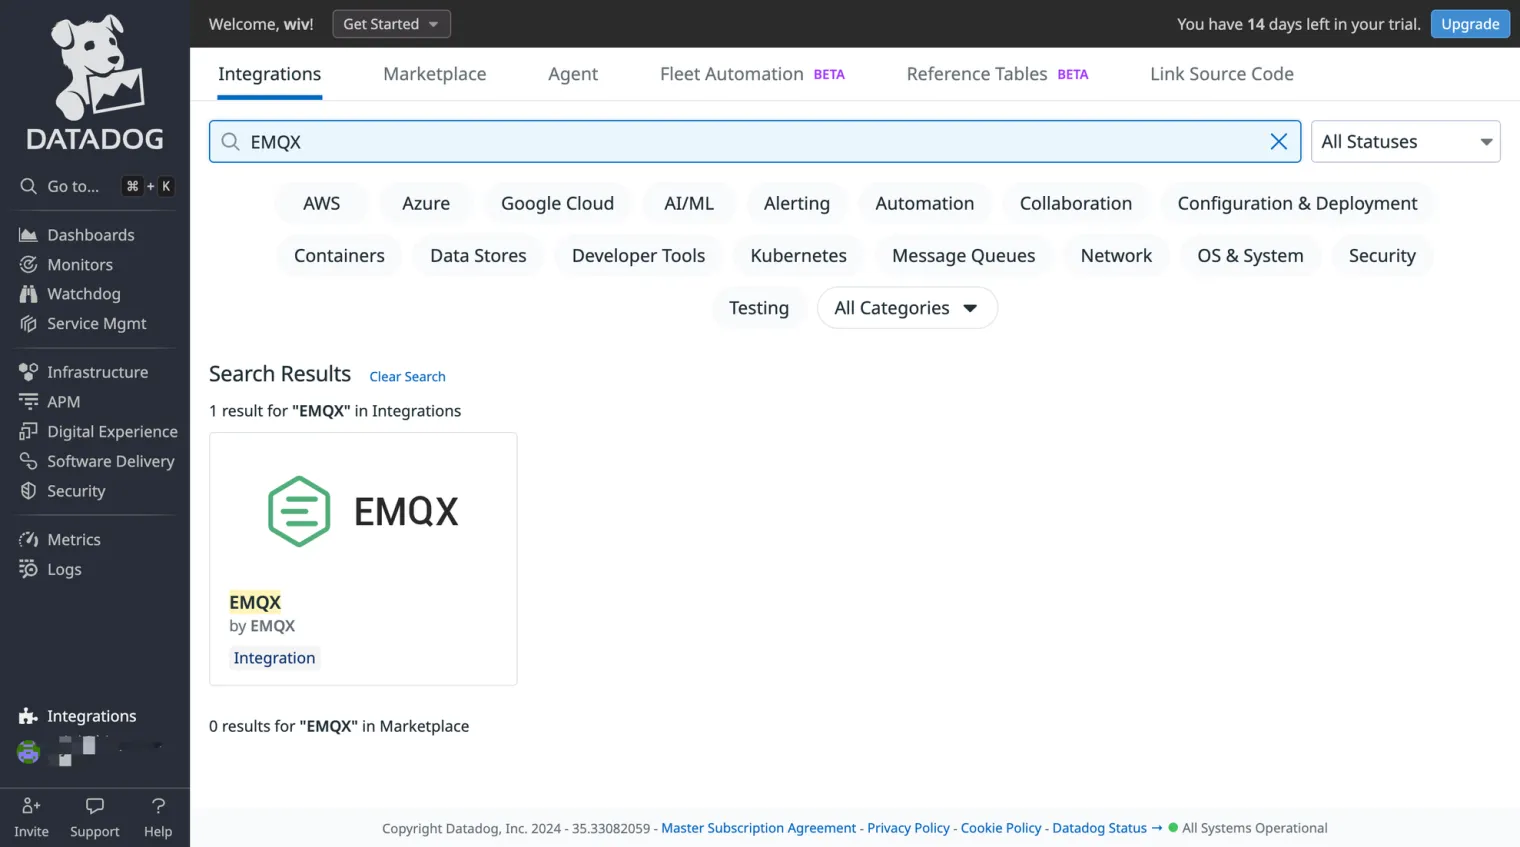 DATADOG
Go to... ⌘ + K
Dashboards
Monitors
Watchdog
Service Mgmt
Infrastructure
APM
Digital Experience
Software Delivery
Security
Metrics
Logs
Integrations
Invite Support Help
Welcome, wiv! Get Started
You have 14 days left in your trial. Upgrade
Integrations Marketplace Agent Fleet Automation BETA Reference Tables BETA Link Source Code
EMQX
All Statuses
AWS Azure Google Cloud AI/ML Alerting Automation Collaboration Configuration & Deployment
Containers Data Stores Developer Tools Kubernetes Message Queues Network OS & System Security
Testing All Categories
Search Results Clear Search
1 result for "EMQX" in Integrations
EMQX
EMQX
by EMQX
Integration
0 results for "EMQX" in Marketplace
Copyright Datadog, Inc. 2024 - 35.33082059 - Master Subscription Agreement - Privacy Policy - Cookie Policy - Datadog Status → All Systems Operational